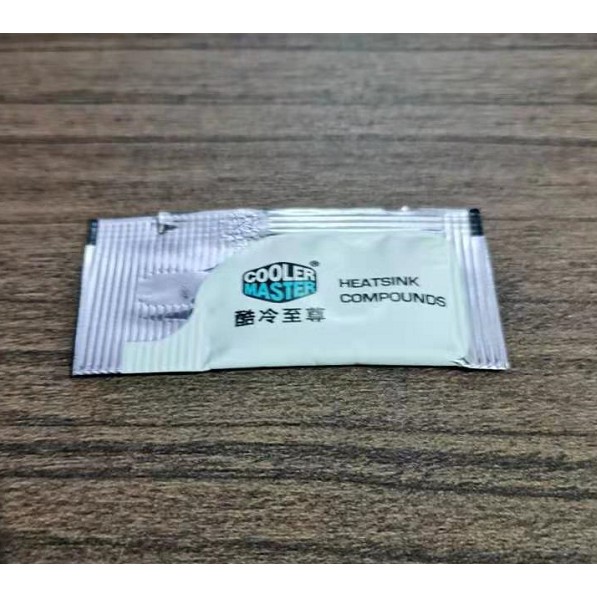 COOLER
MASTER®
酷冷至尊
HEATSINK
COMPOUNDS